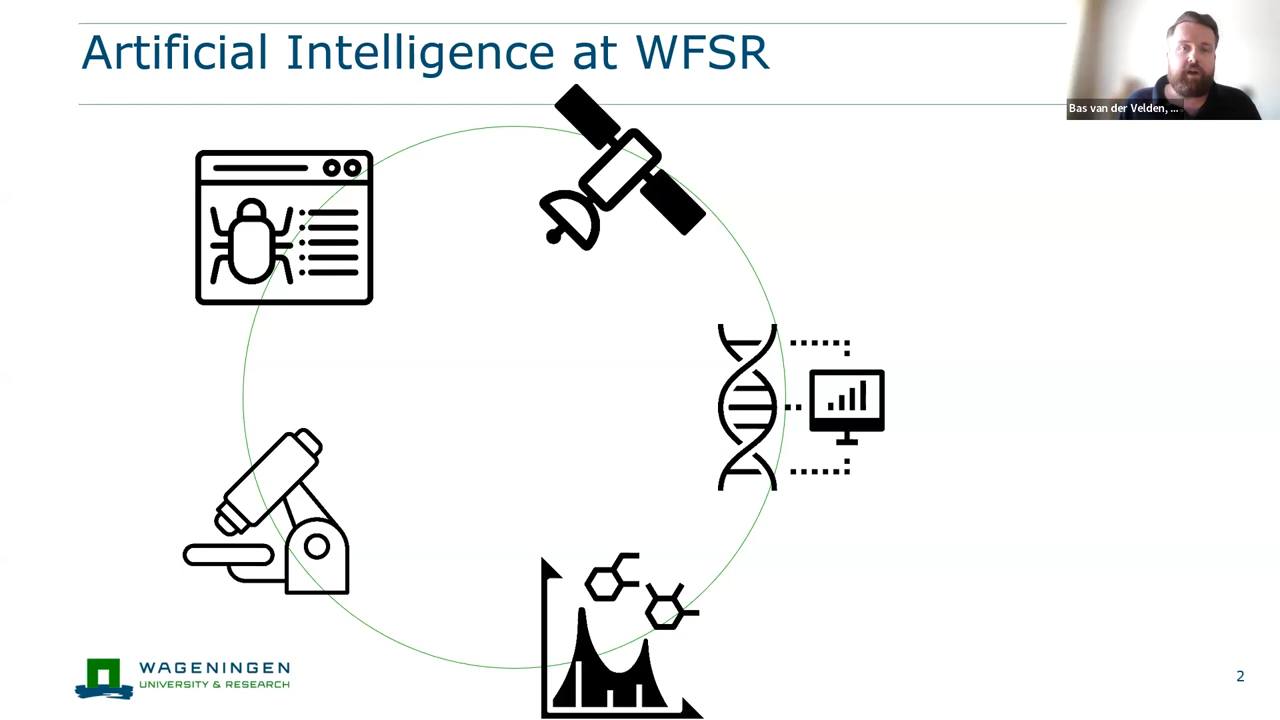 Artificial Intelligence at WFSR
Bas van der Velden, ...
WAGENINGEN
UNIVERSITY & RESEARCH
2